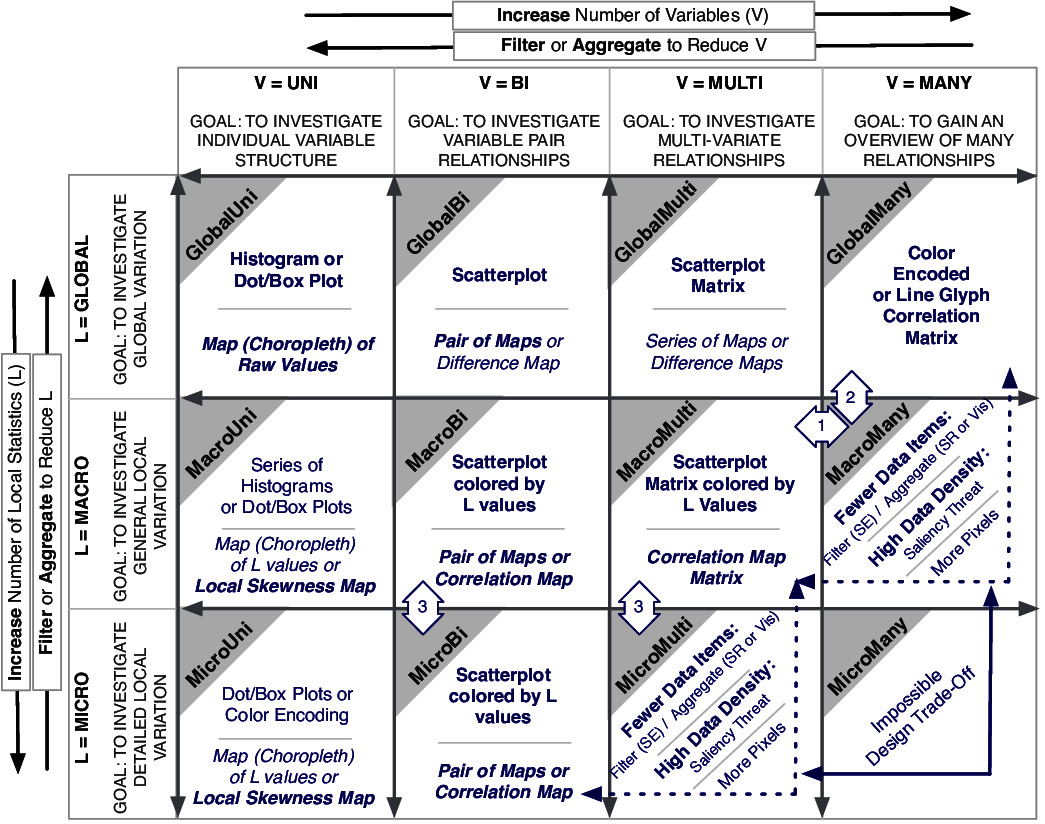 Increase Number of Variables (V)
Filter or Aggregate to Reduce V
V = UNI
GOAL: TO INVESTIGATE
INDIVIDUAL VARIABLE
STRUCTURE
V = BI
GOAL: TO INVESTIGATE
VARIABLE PAIR
RELATIONSHIPS
V = MULTI
GOAL: TO INVESTIGATE
MULTI-VARIATE
RELATIONSHIPS
V = MANY
GOAL: TO GAIN AN
OVERVIEW OF MANY
RELATIONSHIPS
Increase Number of Local Statistics (L)
Filter or Aggregate to Reduce L
L = GLOBAL
GOAL: TO INVESTIGATE
GLOBAL VARIATION
GlobalUni
Histogram or
Dot/Box Plot
Map (Choropleth) of
Raw Values
GlobalBi
Scatterplot
Pair of Maps or
Difference Map
GlobalMulti
Scatterplot
Matrix
Series of Maps or
Difference Maps
GlobalMany
Color
Encoded
or Line Glyph
Correlation
Matrix
1
2
L = MACRO
GOAL: TO INVESTIGATE
GENERAL LOCAL
VARIATION
MacroUni
Series of
Histograms
or Dot/Box Plots
Map (Choropleth)
of L values or
Local Skewness Map
MacroBi
Scatterplot
colored by
L values
Pair of Maps or
Correlation Map
MacroMulti
Scatterplot
Matrix colored by
L Values
Correlation Map
Matrix
MacroMany
Fewer Data Items:
Filter (SE) / Aggregate (SR or Vis)
High Data Density:
Saliency Threat
More Pixels
3
3
L = MICRO
GOAL: TO INVESTIGATE
DETAILED LOCAL
VARIATION
MicroUni
Dot/Box Plots or
Color Encoding
Map (Choropleth)
of L values or
Local Skewness Map
MicroBi
Scatterplot
colored by L
values
Pair of Maps or
Correlation Map
MicroMulti
Fewer Data Items:
Filter (SE) / Aggregate (SR or Vis)
High Data Density:
Saliency Threat
More Pixels
MicroMany
Impossible
Design Trade-Off